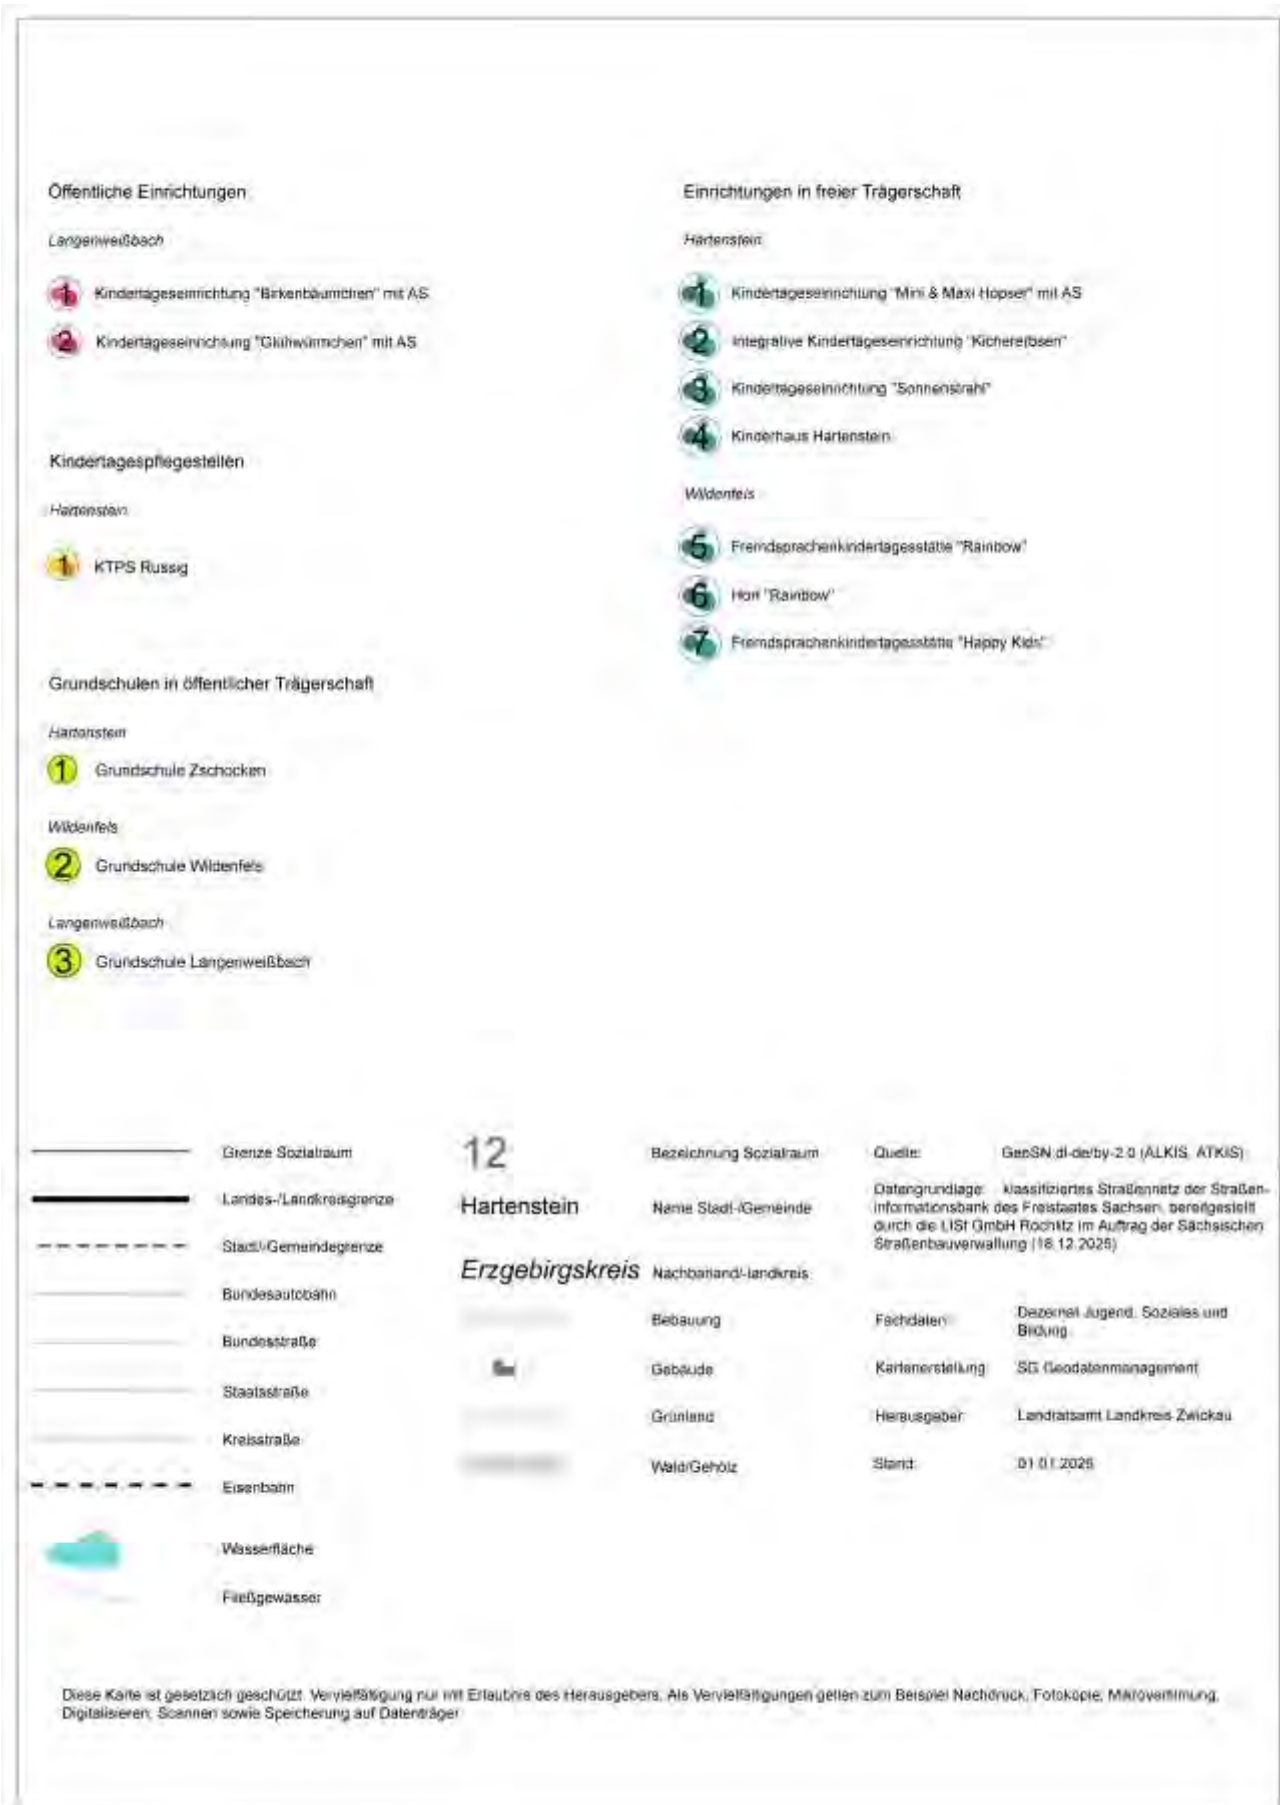 Öffentliche Einrichtungen
Langenweißbach
1 Kindertageseinrichtung "Birkenbäumchen" mit AS
2 Kindertageseinrichtung "Glühwürmchen" mit AS
Kindertagespflegestellen
Hartenstein
1 KTPS Russig
Grundschulen in öffentlicher Trägerschaft
Hartenstein
1 Grundschule Zschocken
Wildenfels
2 Grundschule Wildenfels
Langenweißbach
3 Grundschule Langenweißbach
Einrichtungen in freier Trägerschaft
Hartenstein
1 Kindertageseinrichtung "Mini & Maxi Hopser" mit AS
2 Integrative Kindertageseinrichtung "Kichererbsen"
3 Kindertageseinrichtung "Sonnenstrahl"
4 Kinderhaus Hartenstein
Wildenfels
5 Fremdsprachenkindertagesstätte "Rainbow"
6 Hort "Rainbow"
7 Fremdsprachenkindertagesstätte "Happy Kids"
Grenze Sozialraum
Landes-/Landkreisgrenze
Stadt-/Gemeindegrenze
Bundesautobahn
Bundesstraße
Staatsstraße
Kreisstraße
Eisenbahn
Wasserfläche
Fließgewässer
12 Bezeichnung Sozialraum
Hartenstein Name Stadt-/Gemeinde
Erzgebirgskreis Nachbarland/-landkreis
Bebauung
Gebäude
Grünland
Wald/Gehölz
Quelle: GeoSN dl-de/by-2.0 (ALKIS, ATKIS)
Datengrundlage: klassifiziertes Straßennetz der Straßen-
informationsbank des Freistaates Sachsen, bereitgestellt
durch die LISt GmbH Rochlitz im Auftrag der Sächsischen
Straßenbauverwaltung (18.12.2025)
Fachdaten: Dezernat Jugend, Soziales und
Bildung
Kartenerstellung: SG Geodatenmanagement
Herausgeber: Landratsamt Landkreis Zwickau
Stand: 01.01.2025
Diese Karte ist gesetzlich geschützt. Vervielfältigung nur mit Erlaubnis des Herausgebers. Als Vervielfältigungen gelten zum Beispiel Nachdruck, Fotokopie, Mikroverfilmung,
Digitalisieren, Scannen sowie Speicherung auf Datenträger